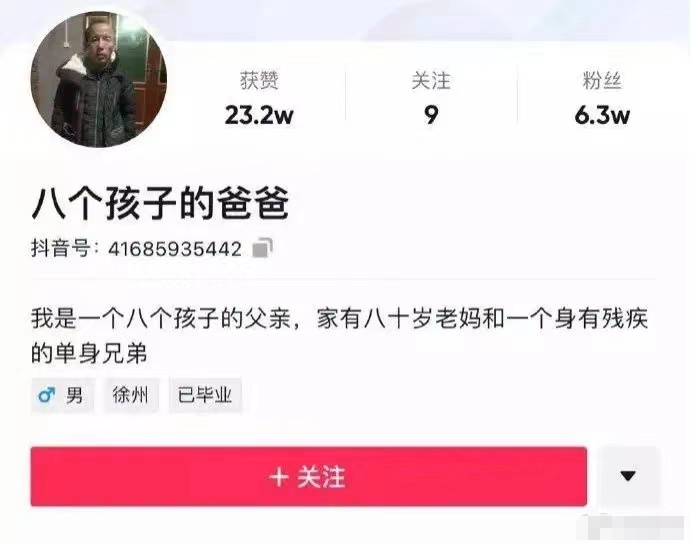 获赞 关注 粉丝
23.2w 9 6.3w
八个孩子的爸爸
抖音号：41685935442
我是一个八个孩子的父亲，家有八十岁老妈和一个身有残疾
的单身兄弟
♂ 男 徐州 已毕业
+ 关注